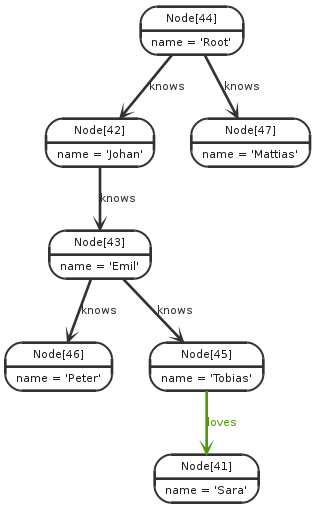 Node[44]
name = 'Root'
knows
knows
Node[42]
name = 'Johan'
Node[47]
name = 'Mattias'
knows
Node[43]
name = 'Emil'
knows
knows
Node[46]
name = 'Peter'
Node[45]
name = 'Tobias'
loves
Node[41]
name = 'Sara'